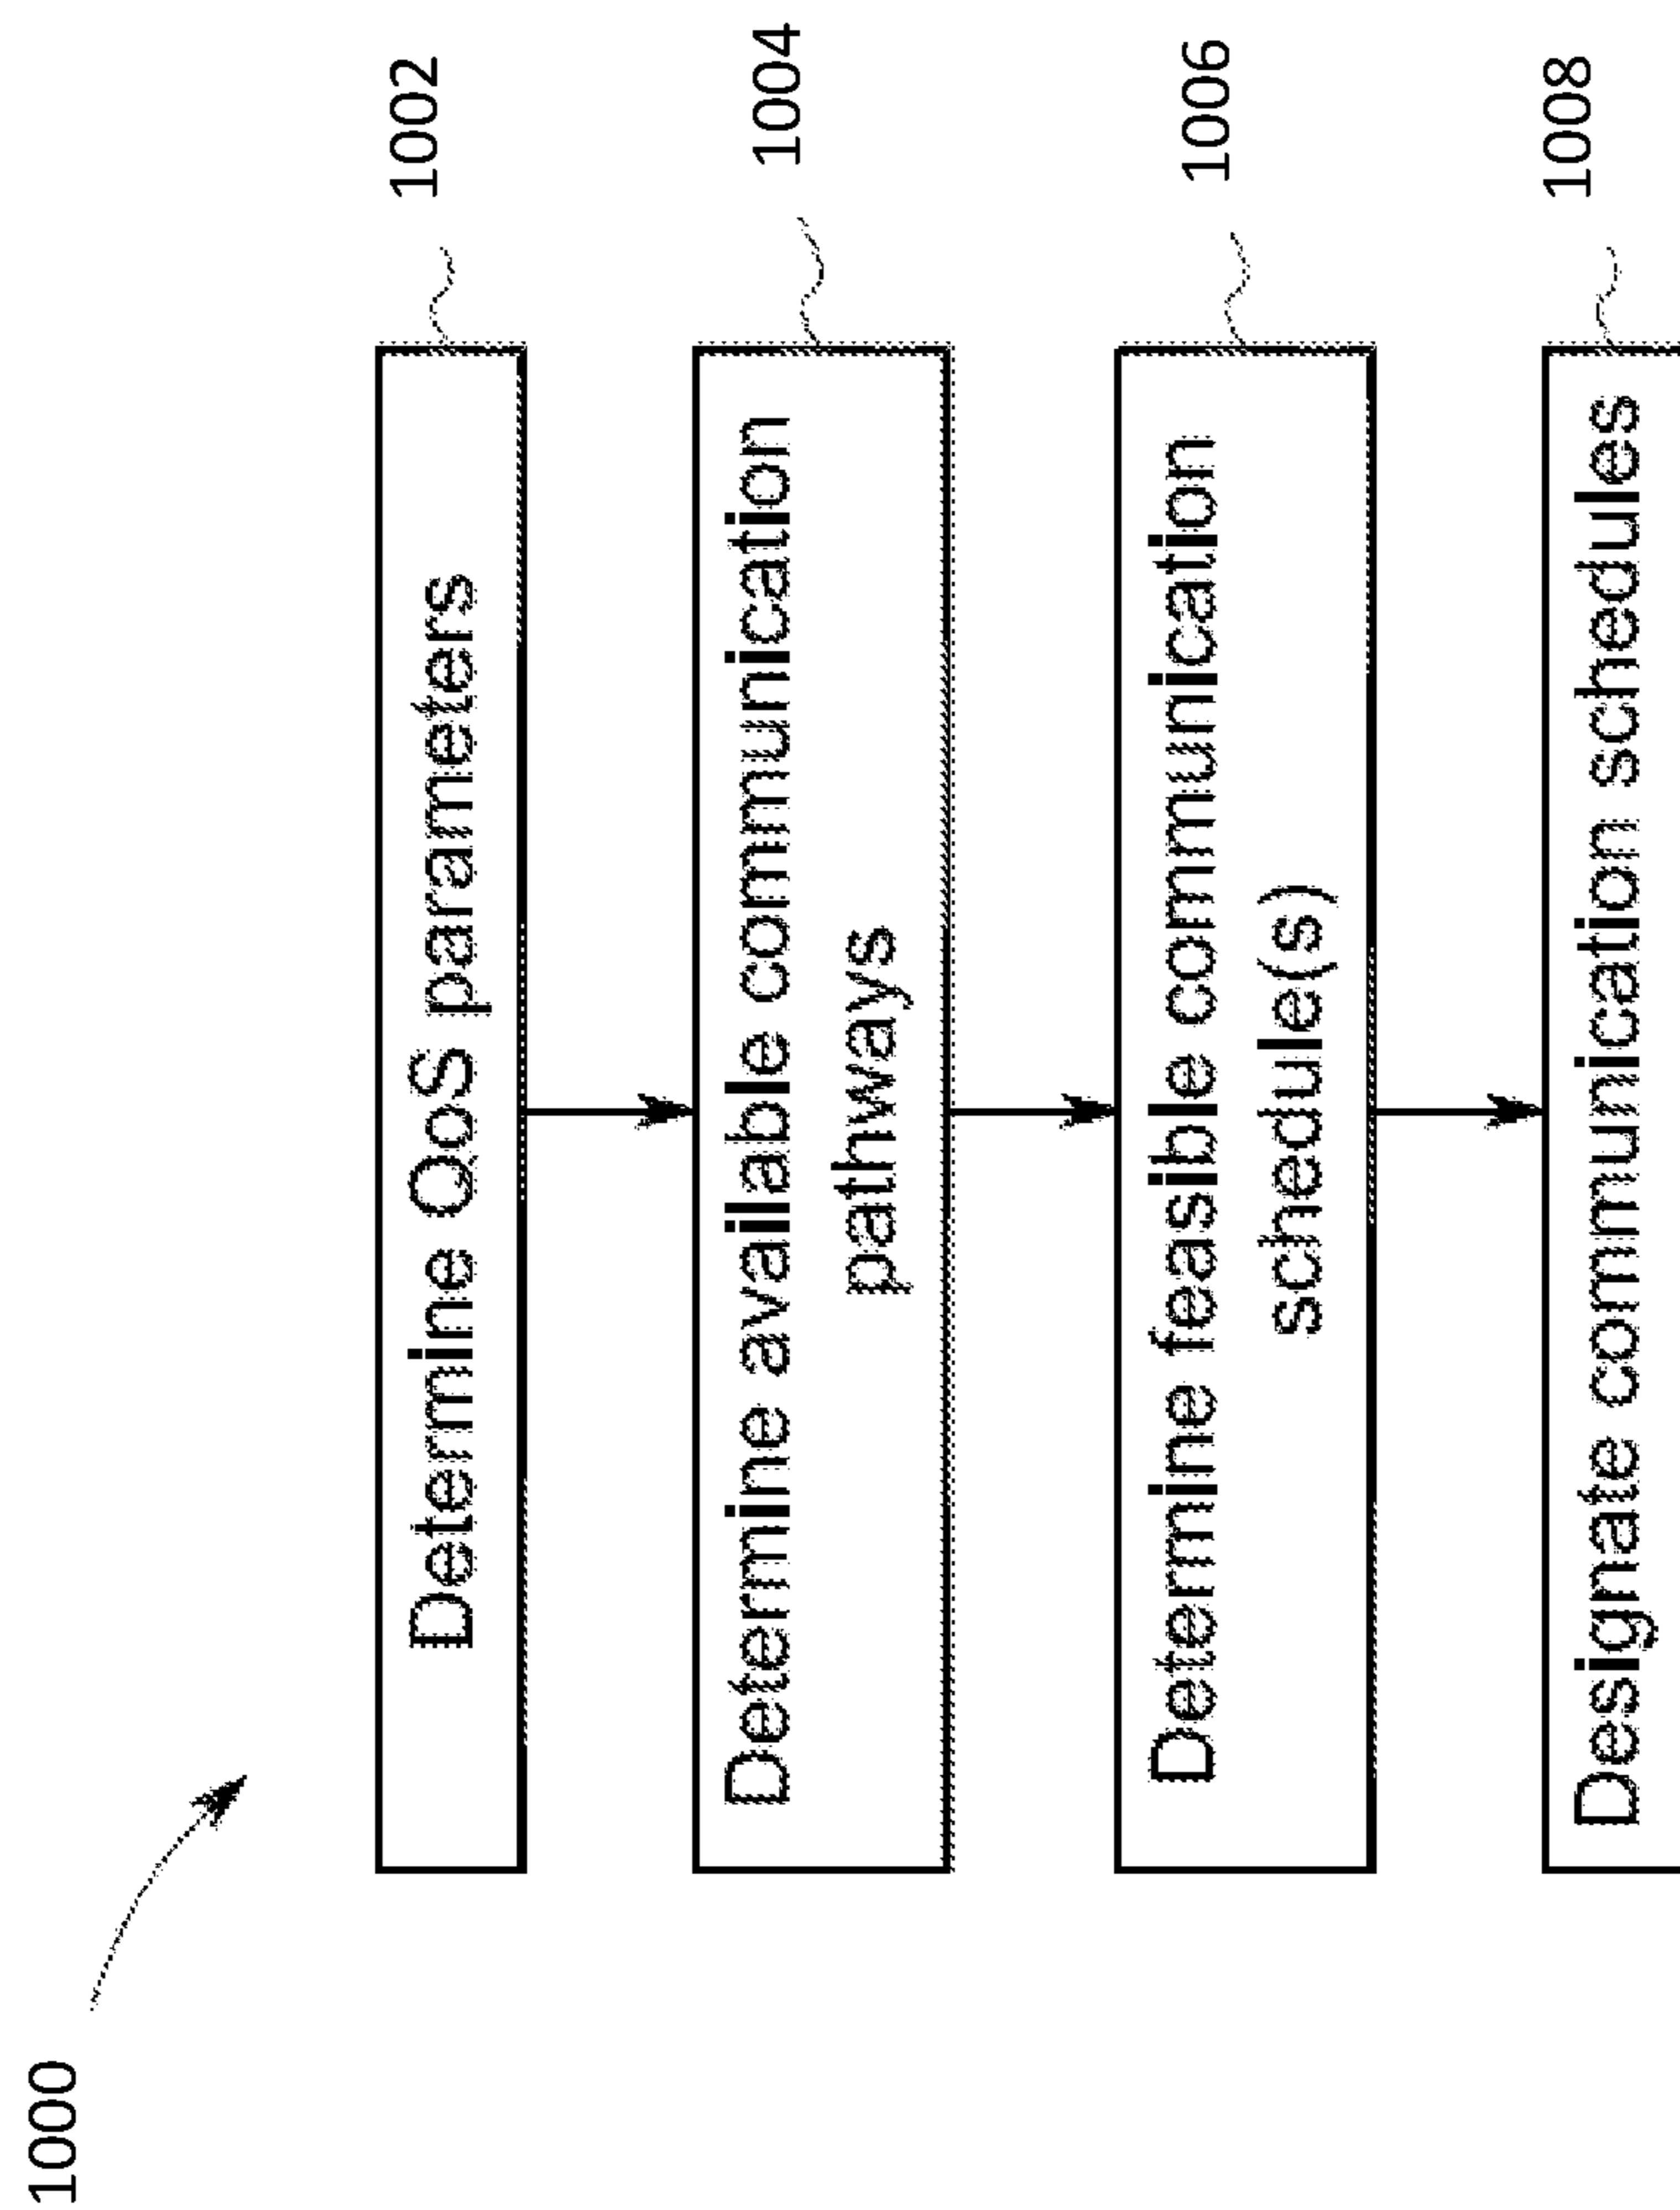 1000
Determine QoS parameters
1002
Determine available communication
pathways
1004
Determine feasible communication
schedule(s)
1006
Designate communication schedules
1008